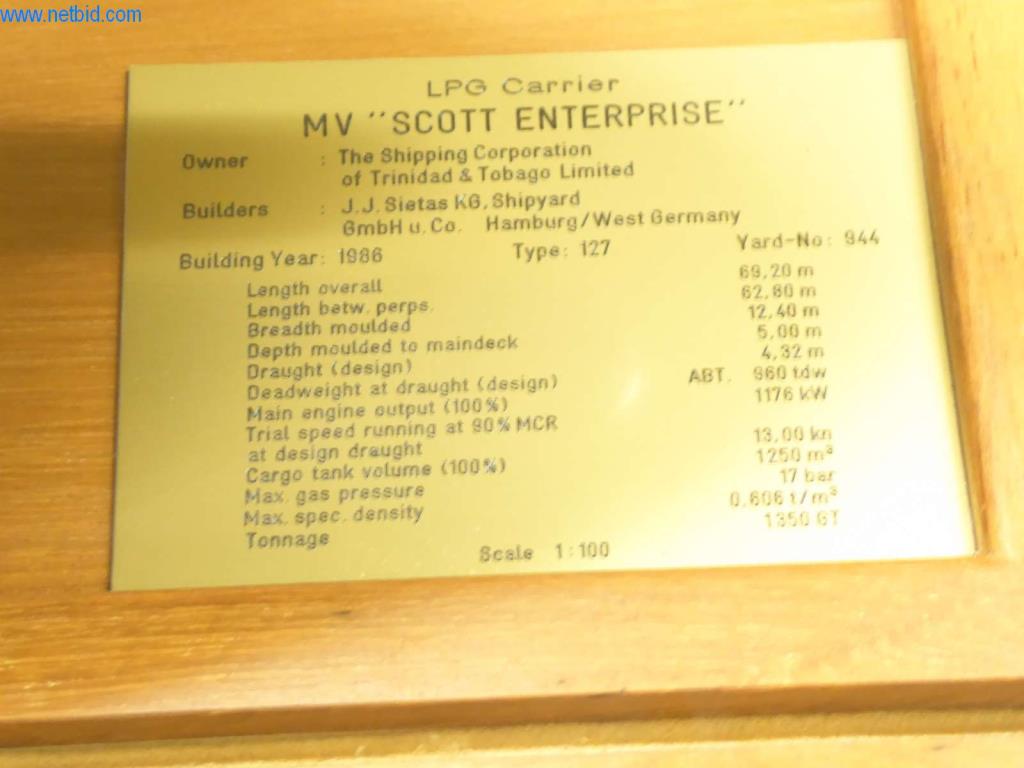 www.netbid.com
LPG Carrier
MV "SCOTT ENTERPRISE"
Owner : The Shipping Corporation
of Trinidad & Tobago Limited
Builders : J.J. Sietas KG, Shipyard
GmbH u. Co. Hamburg/West Germany
Building Year: 1986 Type: 127 Yard-No: 944
Length overall 69,20 m
Length betw. perps. 62,80 m
Breadth moulded 12,40 m
Depth moulded to maindeck 5,00 m
Draught (design) 4,32 m
Deadweight at draught (design) ABT. 960 tdw
Main engine output (100%) 1176 kW
Trial speed running at 90% MCR
at design draught 13,00 kn
Cargo tank volume (100%) 1250 m³
Max. gas pressure 17 bar
Max. spec. density 0,606 t/m³
Tonnage 1350 GT
Scale 1:100